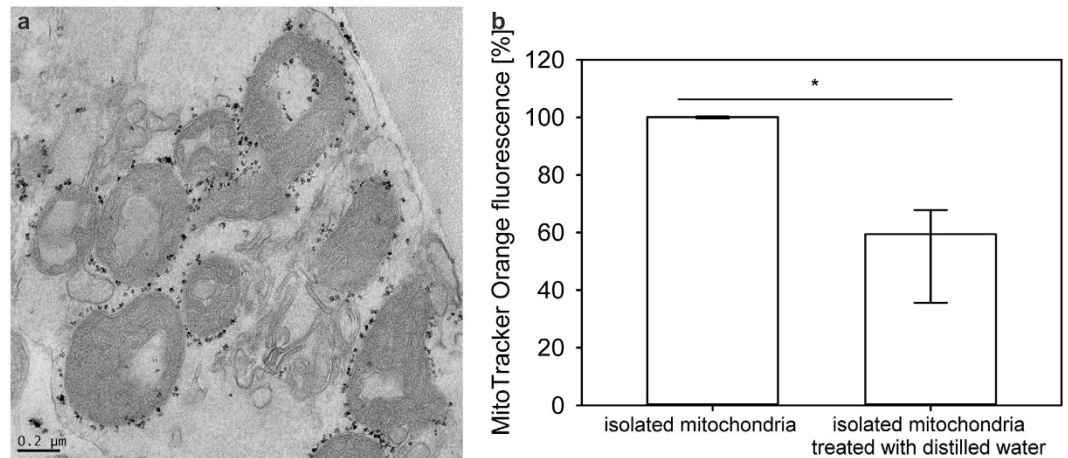 a
0.2 µm
b
MitoTracker Orange fluorescence [%]
120
100
80
60
40
20
0
*
isolated mitochondria
isolated mitochondria
treated with distilled water